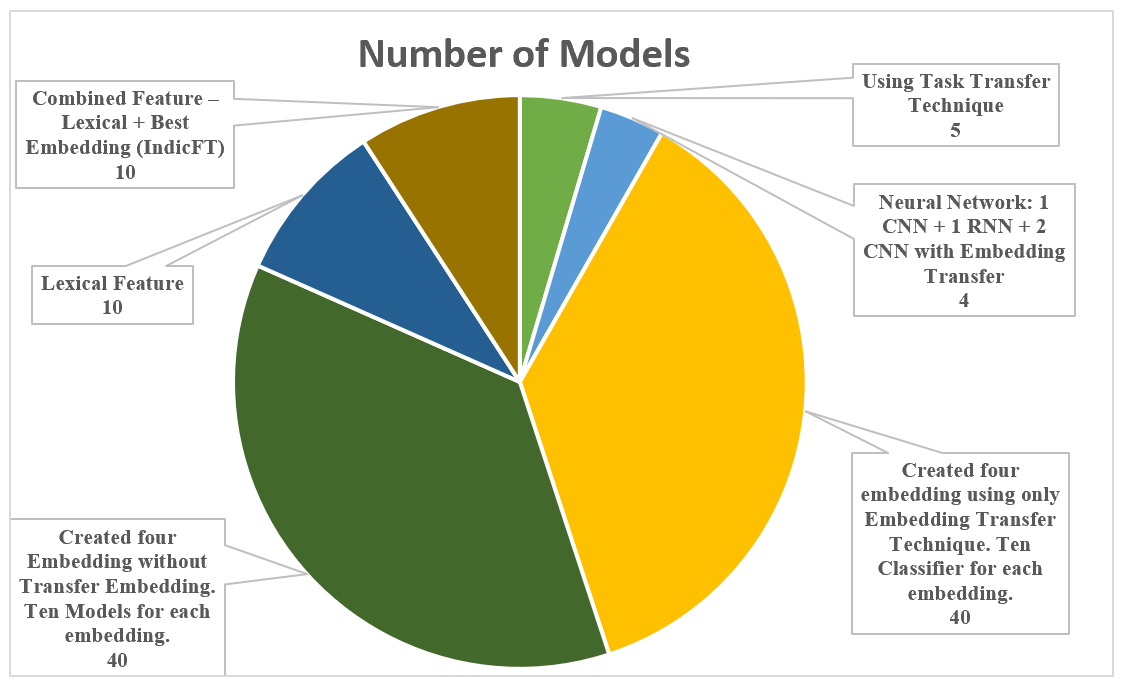 Number of Models
Combined Feature –
Lexical + Best
Embedding (IndicFT)
10
Using Task Transfer
Technique
5
Neural Network: 1
CNN + 1 RNN + 2
CNN with Embedding
Transfer
4
Lexical Feature
10
Created four
embedding using only
Embedding Transfer
Technique. Ten
Classifier for each
embedding.
40
Created four
Embedding without
Transfer Embedding.
Ten Models for each
embedding.
40